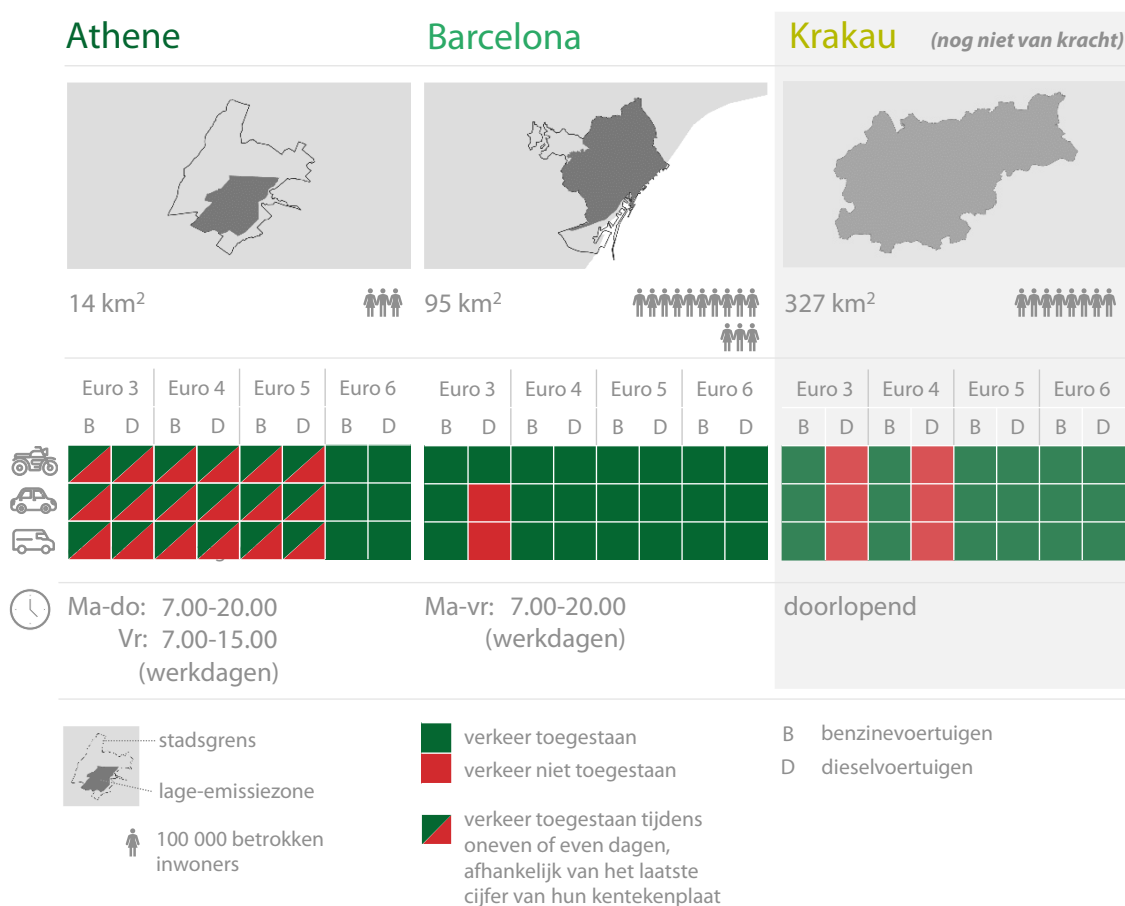 Athene
Barcelona
Krakau (nog niet van kracht)
14 km²
95 km²
327 km²
Euro 3 Euro 4 Euro 5 Euro 6
B D B D B D B D
Euro 3 Euro 4 Euro 5 Euro 6
B D B D B D B D
Euro 3 Euro 4 Euro 5 Euro 6
B D B D B D B D
Ma-do: 7.00-20.00
Vr: 7.00-15.00
(werkdagen)
Ma-vr: 7.00-20.00
(werkdagen)
doorlopend
stadsgrens
lage-emissiezone
100 000 betrokken
inwoners
verkeer toegestaan
verkeer niet toegestaan
verkeer toegestaan tijdens
oneven of even dagen,
afhankelijk van het laatste
cijfer van hun kentekenplaat
B benzinevoertuigen
D dieselvoertuigen